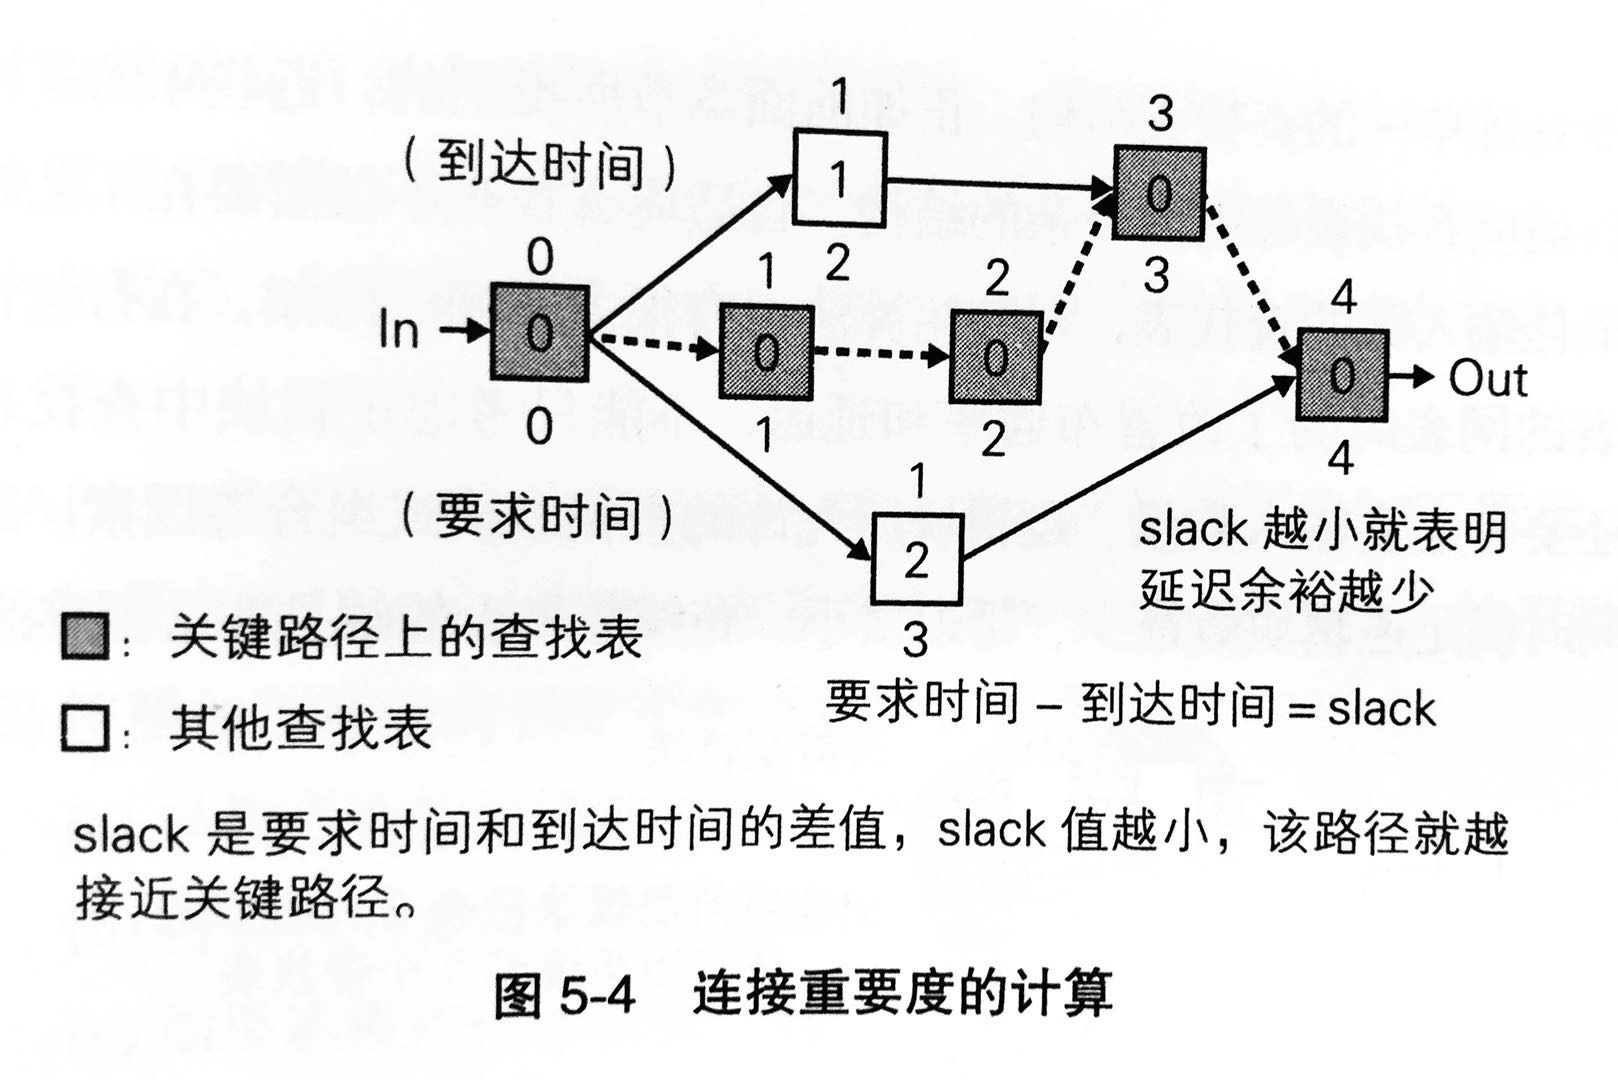 1
3
（到达时间）
1
0
0
1
2
2
3
4
In
0
0
0
0
Out
0
1
2
4
1
（要求时间）
2
slack 越小就表明
延迟余裕越少
3
：关键路径上的查找表
要求时间 – 到达时间 = slack
：其他查找表
slack 是要求时间和到达时间的差值，slack 值越小，该路径就越
接近关键路径。
图 5-4 连接重要度的计算